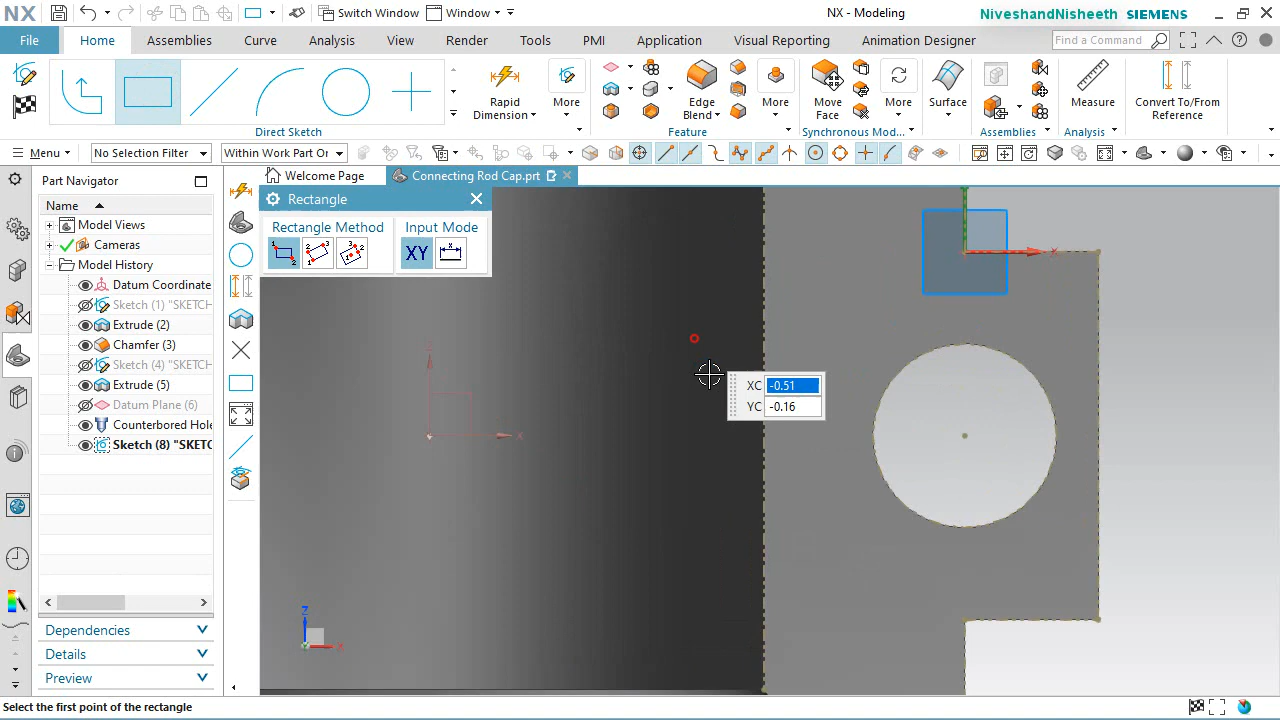 NX
Switch Window
Window
NX - Modeling
NiveshandNisheeth SIEMENS
File
Home
Assemblies
Curve
Analysis
View
Render
Tools
PMI
Application
Visual Reporting
Animation Designer
Find a Command
Direct Sketch
Rapid
Dimension
More
Edge
Blend
More
Feature
Move
Face
More
Synchronous Mod...
Surface
Assemblies
Measure
Analysis
Convert To/From
Reference
Menu
No Selection Filter
Within Work Part On
Part Navigator
Welcome Page
Connecting Rod Cap.prt
Name
Model Views
Cameras
Model History
Datum Coordinate
Sketch (1) "SKETCH
Extrude (2)
Chamfer (3)
Sketch (4) "SKETCH
Extrude (5)
Datum Plane (6)
Counterbored Hole
Sketch (8) "SKETC
Dependencies
Details
Preview
Rectangle
Rectangle Method
Input Mode
XY
X
Z
X
XC -0.51
YC -0.16
Z
X
Select the first point of the rectangle